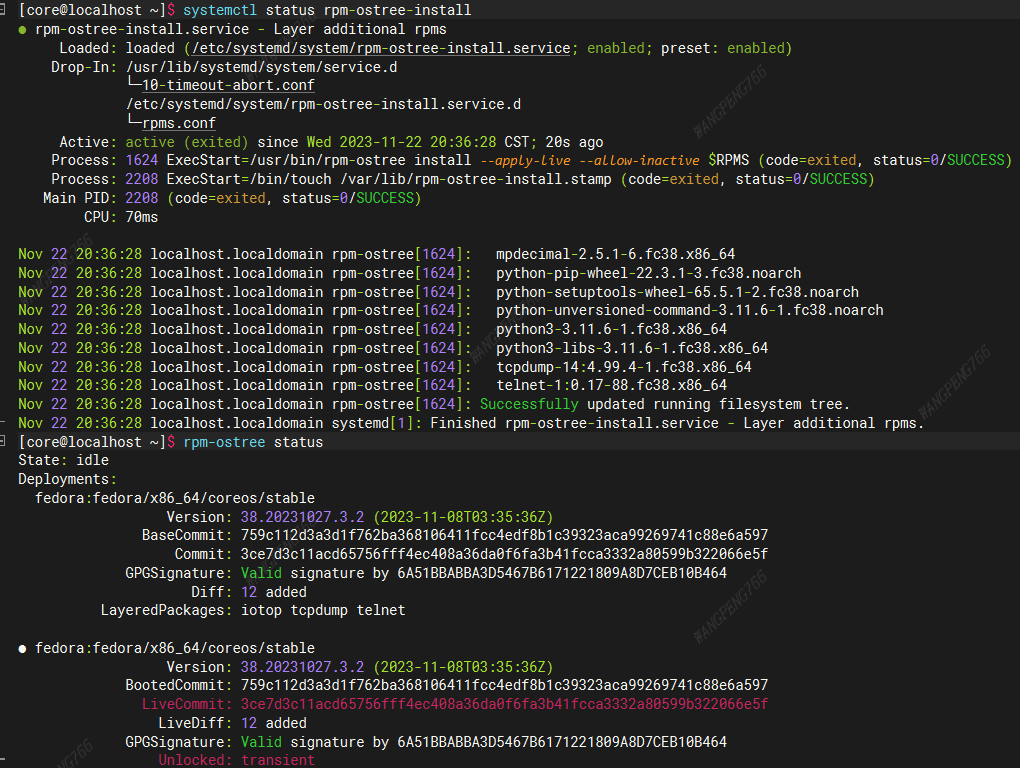 [core@localhost ~]$ systemctl status rpm-ostree-install
● rpm-ostree-install.service - Layer additional rpms
Loaded: loaded (/etc/systemd/system/rpm-ostree-install.service; enabled; preset: enabled)
Drop-In: /usr/lib/systemd/system/service.d
└─10-timeout-abort.conf
/etc/systemd/system/rpm-ostree-install.service.d
└─rpms.conf
Active: active (exited) since Wed 2023-11-22 20:36:28 CST; 20s ago
Process: 1624 ExecStart=/usr/bin/rpm-ostree install --apply-live --allow-inactive $RPMS (code=exited, status=0/SUCCESS)
Process: 2208 ExecStart=/bin/touch /var/lib/rpm-ostree-install.stamp (code=exited, status=0/SUCCESS)
Main PID: 2208 (code=exited, status=0/SUCCESS)
CPU: 70ms
Nov 22 20:36:28 localhost.localdomain rpm-ostree[1624]:   mpdecimal-2.5.1-6.fc38.x86_64
Nov 22 20:36:28 localhost.localdomain rpm-ostree[1624]:   python-pip-wheel-22.3.1-3.fc38.noarch
Nov 22 20:36:28 localhost.localdomain rpm-ostree[1624]:   python-setuptools-wheel-65.5.1-2.fc38.noarch
Nov 22 20:36:28 localhost.localdomain rpm-ostree[1624]:   python-unversioned-command-3.11.6-1.fc38.noarch
Nov 22 20:36:28 localhost.localdomain rpm-ostree[1624]:   python3-3.11.6-1.fc38.x86_64
Nov 22 20:36:28 localhost.localdomain rpm-ostree[1624]:   python3-libs-3.11.6-1.fc38.x86_64
Nov 22 20:36:28 localhost.localdomain rpm-ostree[1624]:   tcpdump-14:4.99.4-1.fc38.x86_64
Nov 22 20:36:28 localhost.localdomain rpm-ostree[1624]:   telnet-1:0.17-88.fc38.x86_64
Nov 22 20:36:28 localhost.localdomain rpm-ostree[1624]: Successfully updated running filesystem tree.
Nov 22 20:36:28 localhost.localdomain systemd[1]: Finished rpm-ostree-install.service - Layer additional rpms.
[core@localhost ~]$ rpm-ostree status
State: idle
Deployments:
fedora:fedora/x86_64/coreos/stable
Version: 38.20231027.3.2 (2023-11-08T03:35:36Z)
BaseCommit: 759c112d3a3d1f762ba368106411fcc4edf8b1c39323aca99269741c88e6a597
Commit: 3ce7d3c11acd65756fff4ec408a36da0f6fa3b41fcca3332a80599b322066e5f
GPGSignature: Valid signature by 6A51BBABBA3D5467B6171221809A8D7CEB10B464
Diff: 12 added
LayeredPackages: iotop tcpdump telnet
● fedora:fedora/x86_64/coreos/stable
Version: 38.20231027.3.2 (2023-11-08T03:35:36Z)
BootedCommit: 759c112d3a3d1f762ba368106411fcc4edf8b1c39323aca99269741c88e6a597
LiveCommit: 3ce7d3c11acd65756fff4ec408a36da0f6fa3b41fcca3332a80599b322066e5f
LiveDiff: 12 added
GPGSignature: Valid signature by 6A51BBABBA3D5467B6171221809A8D7CEB10B464
Unlocked: transient
WANGPENG766
WANGPENG766
WANGPENG766